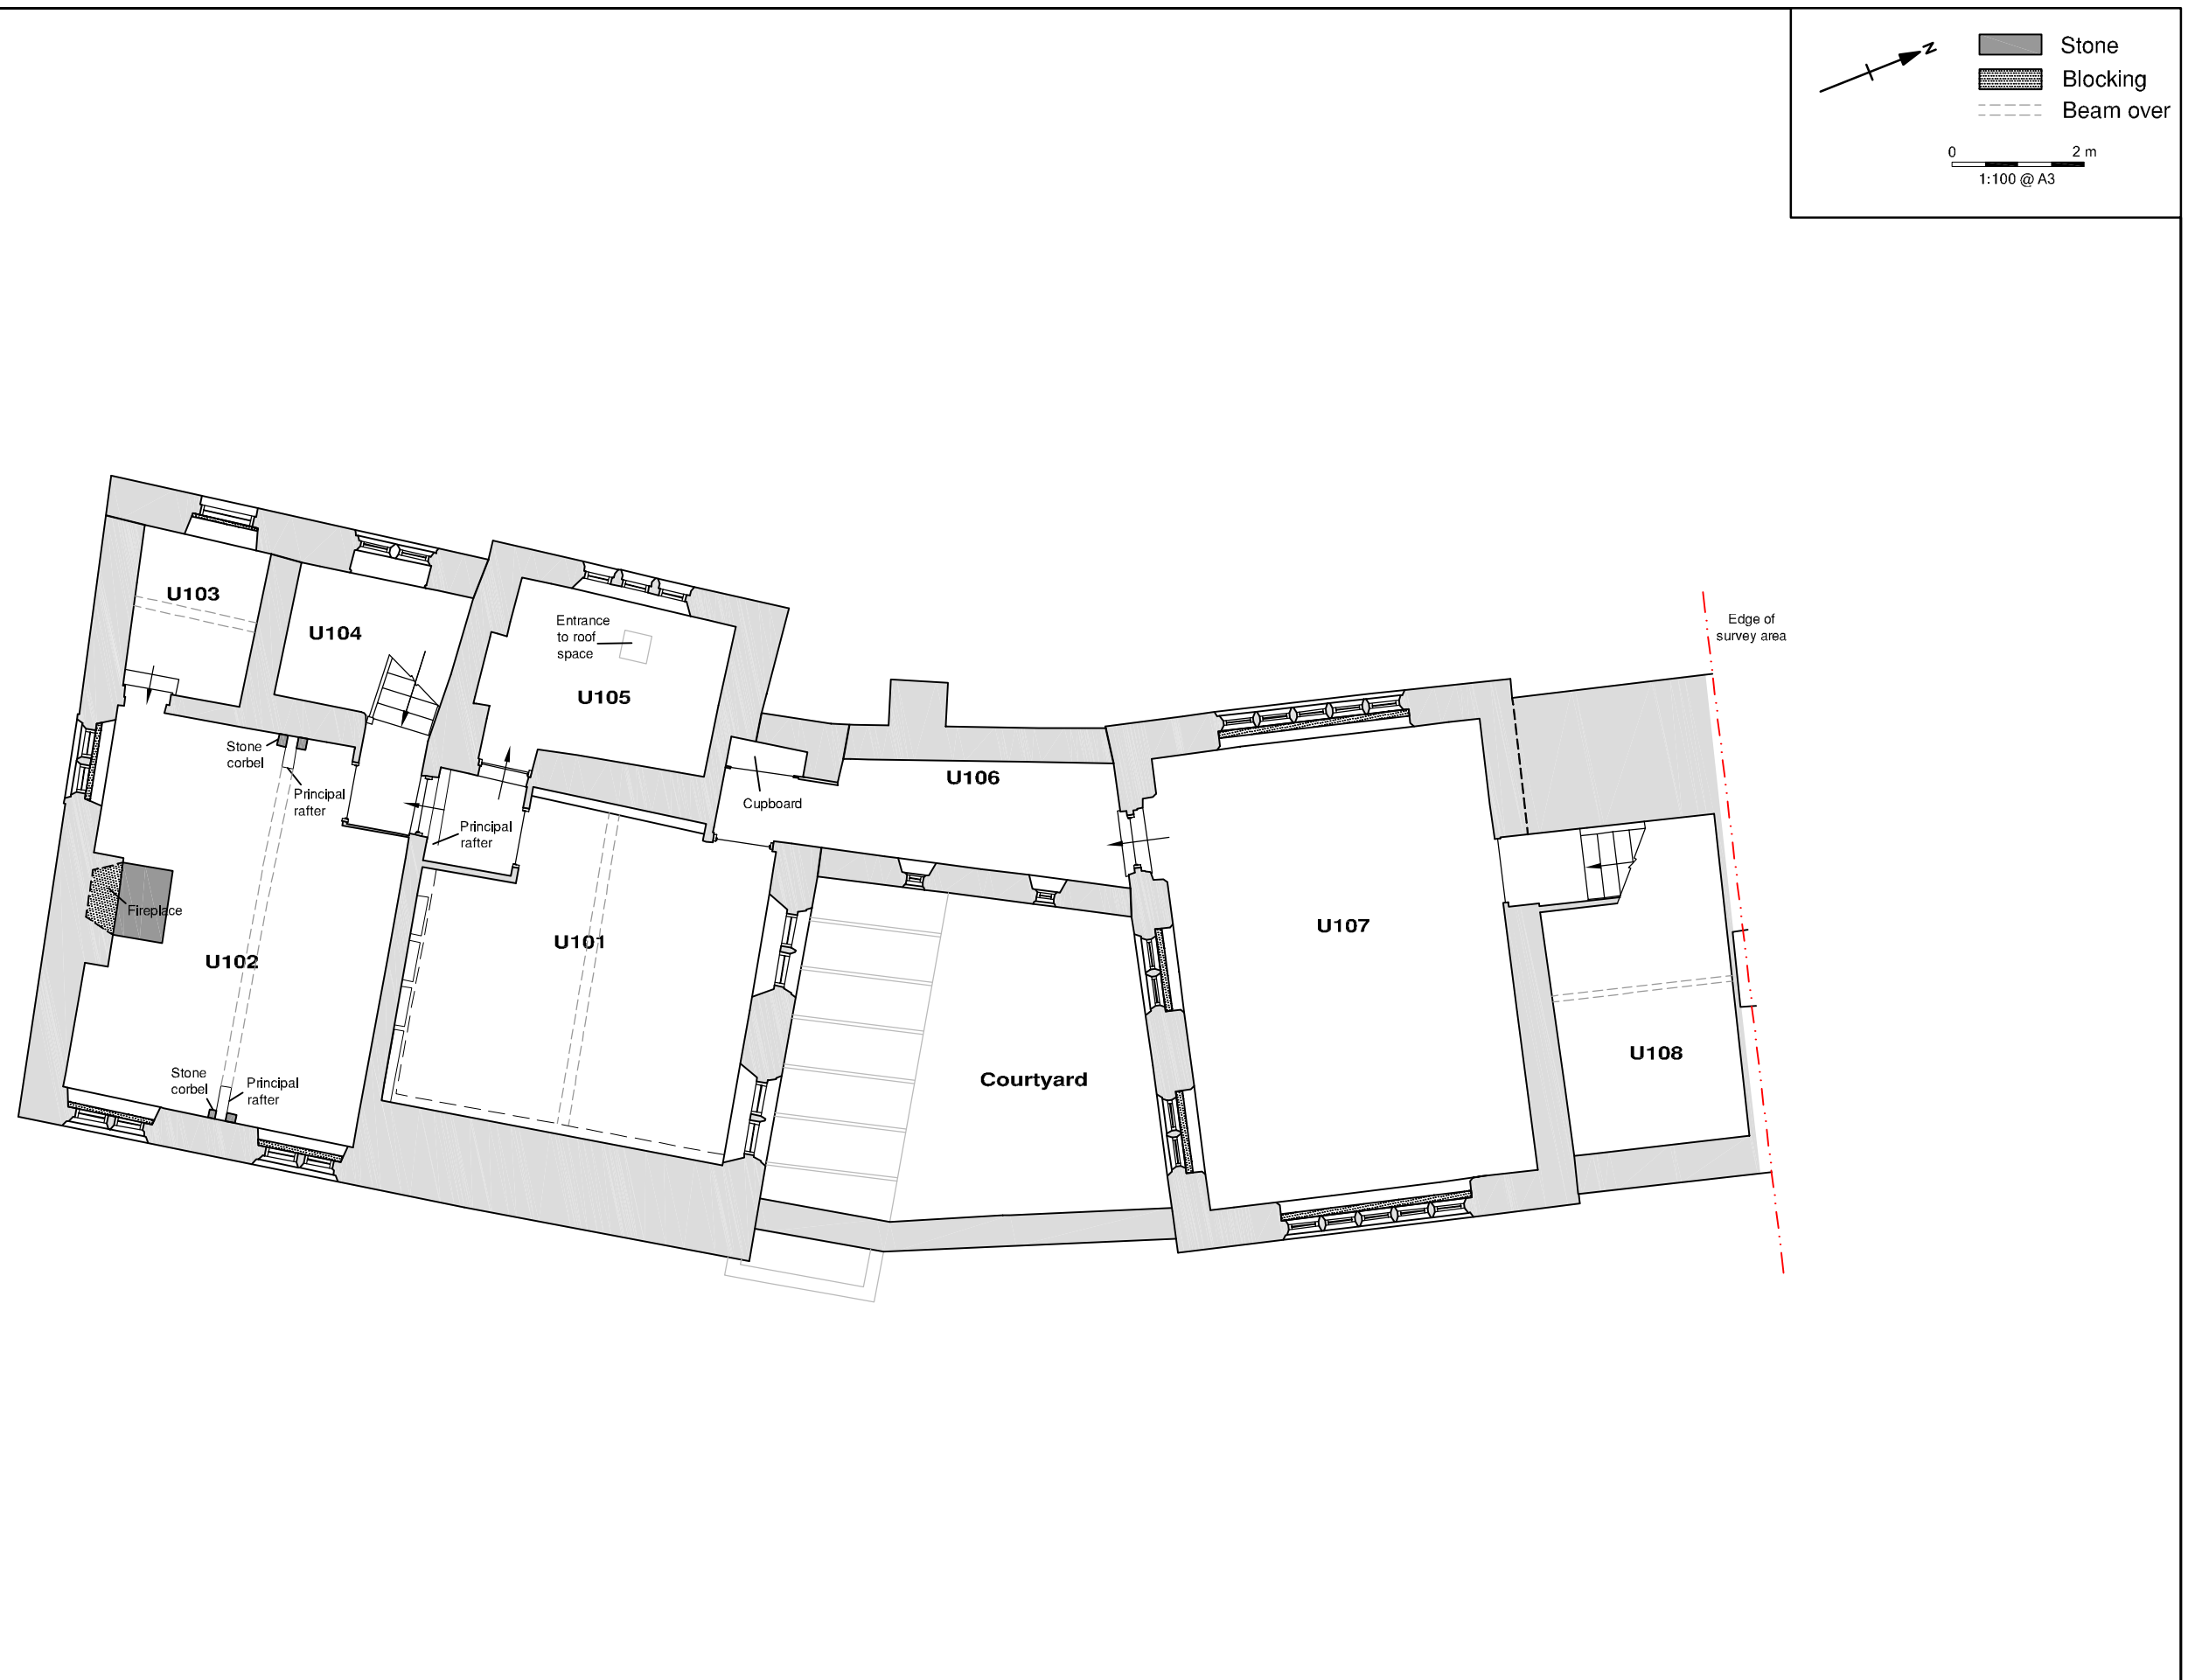 N
Stone
Blocking
Beam over
0 2 m
1:100 @ A3
Edge of
survey area
U103
U104
Entrance
to roof
space
U105
Stone
corbel
Principal
rafter
Principal
rafter
Cupboard
U106
Fireplace
U102
U101
U107
Stone
corbel
Principal
rafter
Courtyard
U108